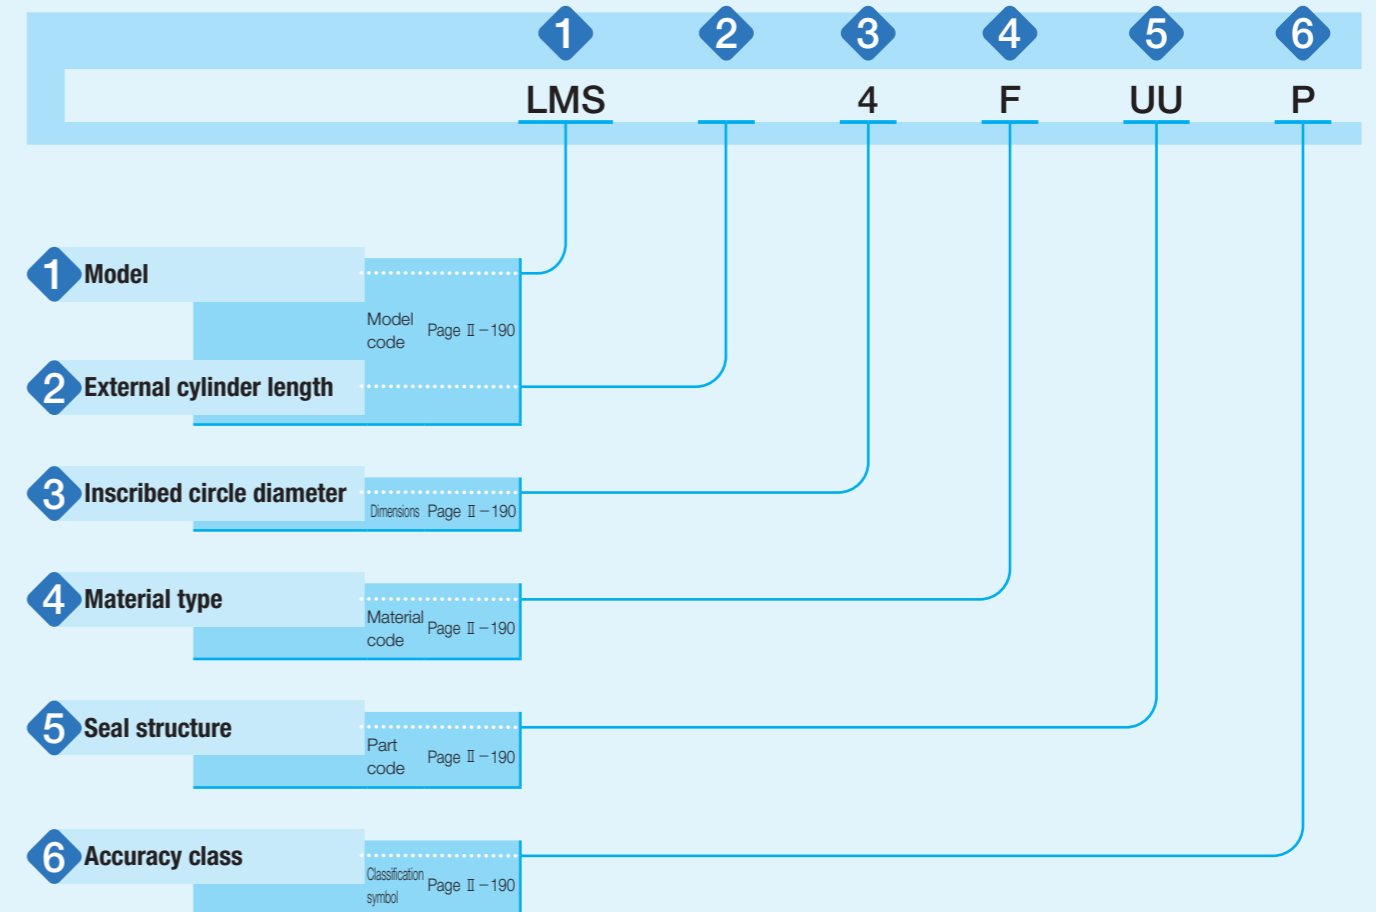 1 2 3 4 5 6
LMS 4 F UU P
1 Model
Model code Page Ⅱ－190
2 External cylinder length
3 Inscribed circle diameter
Dimensions Page Ⅱ－190
4 Material type
Material code Page Ⅱ－190
5 Seal structure
Part code Page Ⅱ－190
6 Accuracy class
Classification symbol Page Ⅱ－190